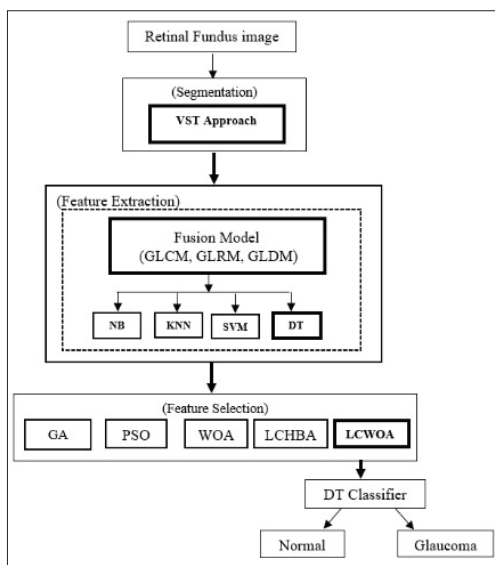 Retinal Fundus image
(Segmentation)
VST Approach
(Feature Extraction)
Fusion Model
(GLCM, GLRM, GLDM)
NB KNN SVM DT
(Feature Selection)
GA PSO WOA LCHBA LCWOA
DT Classifier
Normal Glaucoma